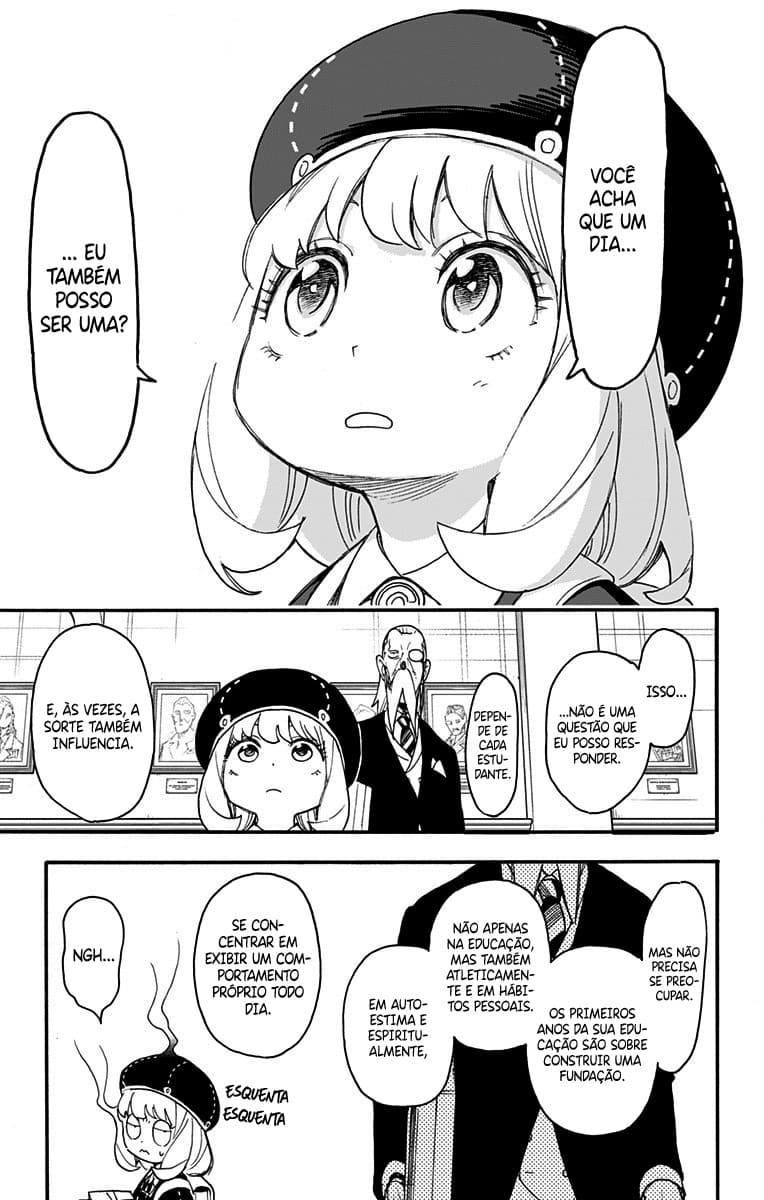 VOCÊ
ACHA
QUE UM
DIA...
... EU
TAMBÉM
POSSO
SER UMA?
ISSO...
...NÃO É UMA
QUESTÃO QUE
EU POSSO RES-
PONDER.
DEPEN-
DE DE
CADA
ESTU-
DANTE.
E, ÀS VEZES, A
SORTE TAMBÉM
INFLUENCIA.
MAS NÃO
PRECISA
SE PREO-
CUPAR.
OS PRIMEIROS
ANOS DA SUA EDU-
CAÇÃO SÃO SOBRE
CONSTRUIR UMA
FUNDAÇÃO.
NÃO APENAS
NA EDUCAÇÃO,
MAS TAMBÉM
ATLETICAMEN-
TE E EM HÁBI-
TOS PESSOAIS.
EM AUTO-
ESTIMA E
ESPIRITU-
ALMENTE,
SE CON-
CENTRAR EM
EXIBIR UM COM-
PORTAMENTO
PRÓPRIO TODO
DIA.
NGH...
ESQUENTA
ESQUENTA